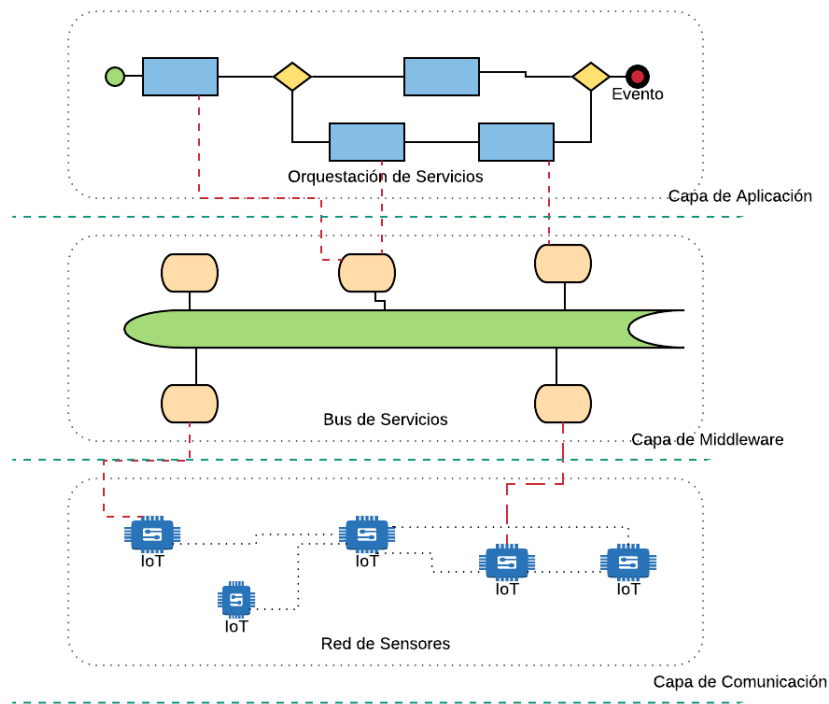 Evento
Orquestación de Servicios
Capa de Aplicación
Bus de Servicios
Capa de Middleware
IoT
IoT
IoT
IoT
IoT
Red de Sensores
Capa de Comunicación